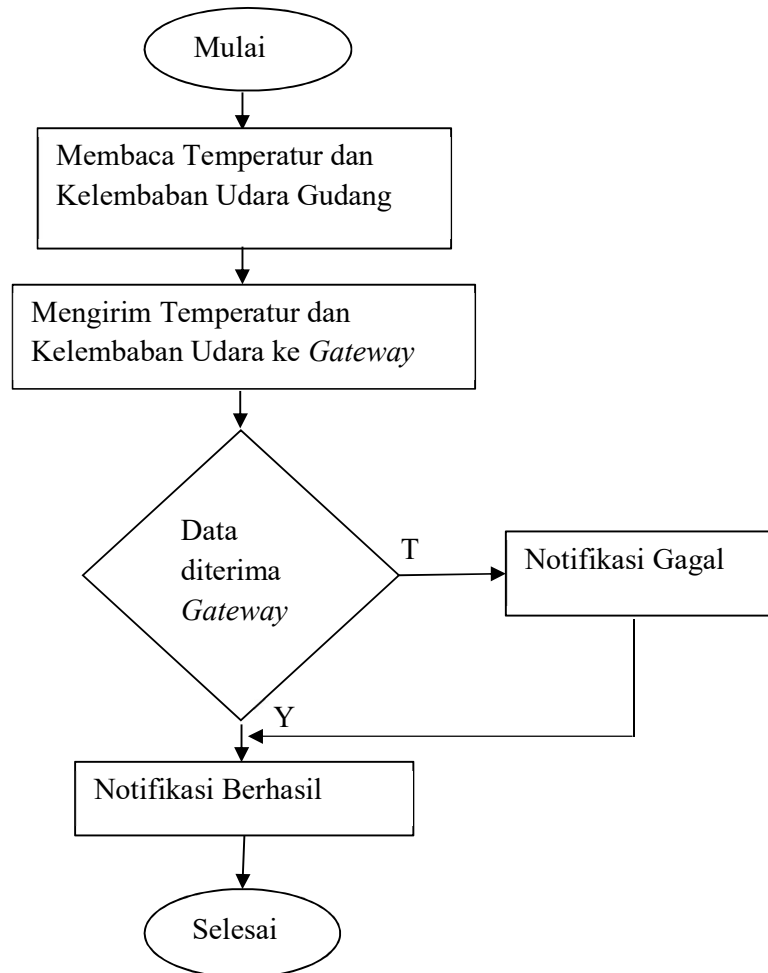 Mulai
Membaca Temperatur dan
Kelembaban Udara Gudang
Mengirim Temperatur dan
Kelembaban Udara ke Gateway
Data
diterima
Gateway
T
Notifikasi Gagal
Y
Notifikasi Berhasil
Selesai